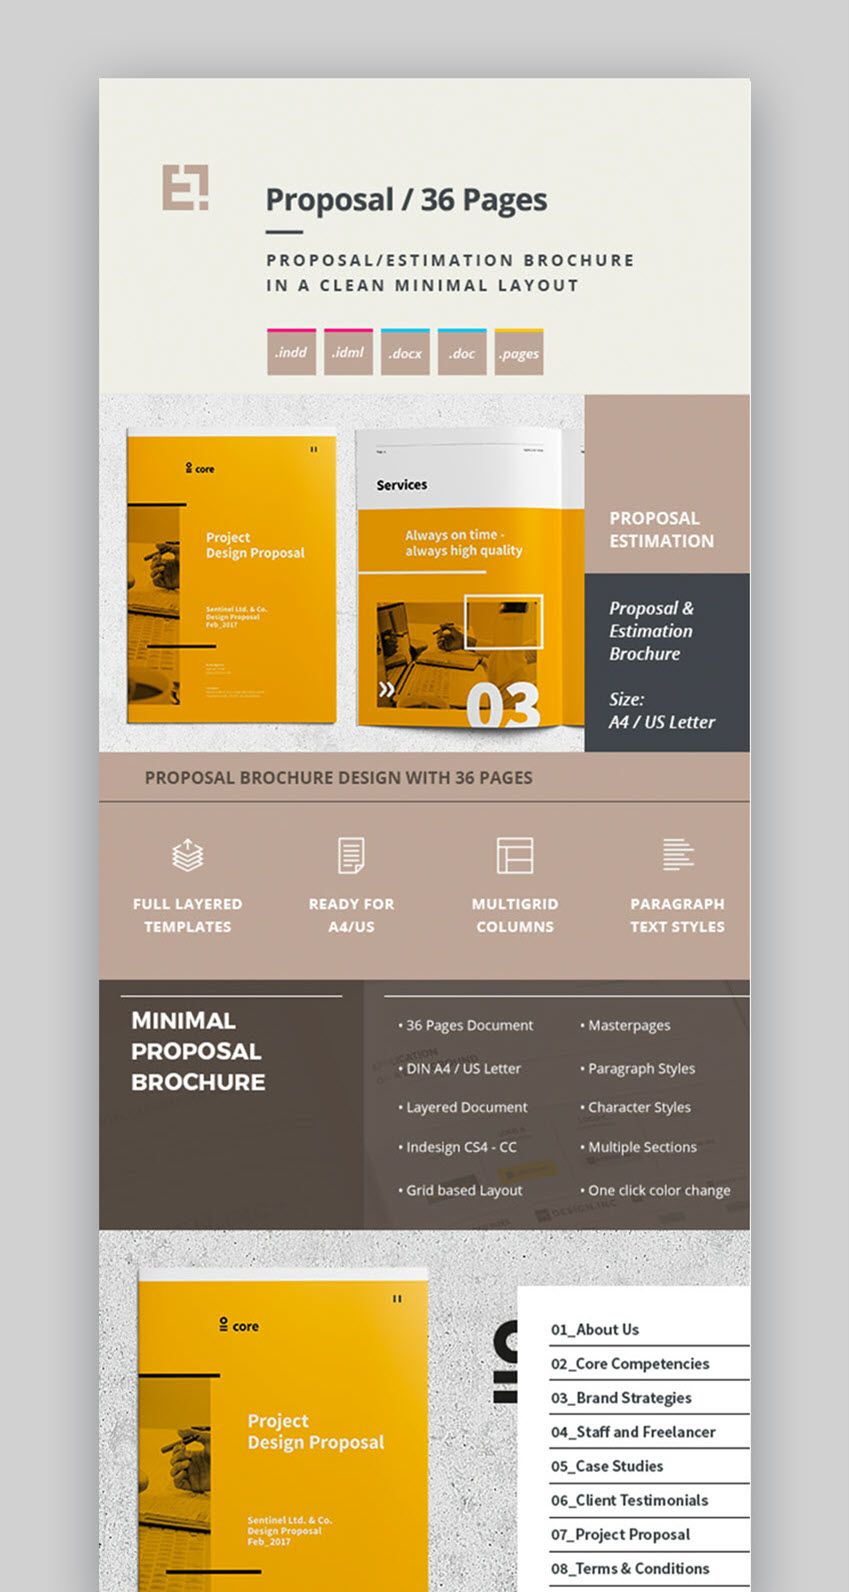 Proposal / 36 Pages
PROPOSAL/ESTIMATION BROCHURE
IN A CLEAN MINIMAL LAYOUT
.indd
.idml
.docx
.doc
.pages
core
Project
Design Proposal
Sentinel Ltd. & Co.
Design Proposal
Feb_2017
Services
Always on time -
always high quality
03
PROPOSAL
ESTIMATION
Proposal &
Estimation
Brochure
Size:
A4 / US Letter
PROPOSAL BROCHURE DESIGN WITH 36 PAGES
FULL LAYERED
TEMPLATES
READY FOR
A4/US
MULTIGRID
COLUMNS
PARAGRAPH
TEXT STYLES
MINIMAL
PROPOSAL
BROCHURE
• 36 Pages Document
• DIN A4 / US Letter
• Layered Document
• Indesign CS4 - CC
• Grid based Layout
• Masterpages
• Paragraph Styles
• Character Styles
• Multiple Sections
• One click color change
core
Project
Design Proposal
Sentinel Ltd. & Co.
Design Proposal
Feb_2017
01_About Us
02_Core Competencies
03_Brand Strategies
04_Staff and Freelancer
05_Case Studies
06_Client Testimonials
07_Project Proposal
08_Terms & Conditions